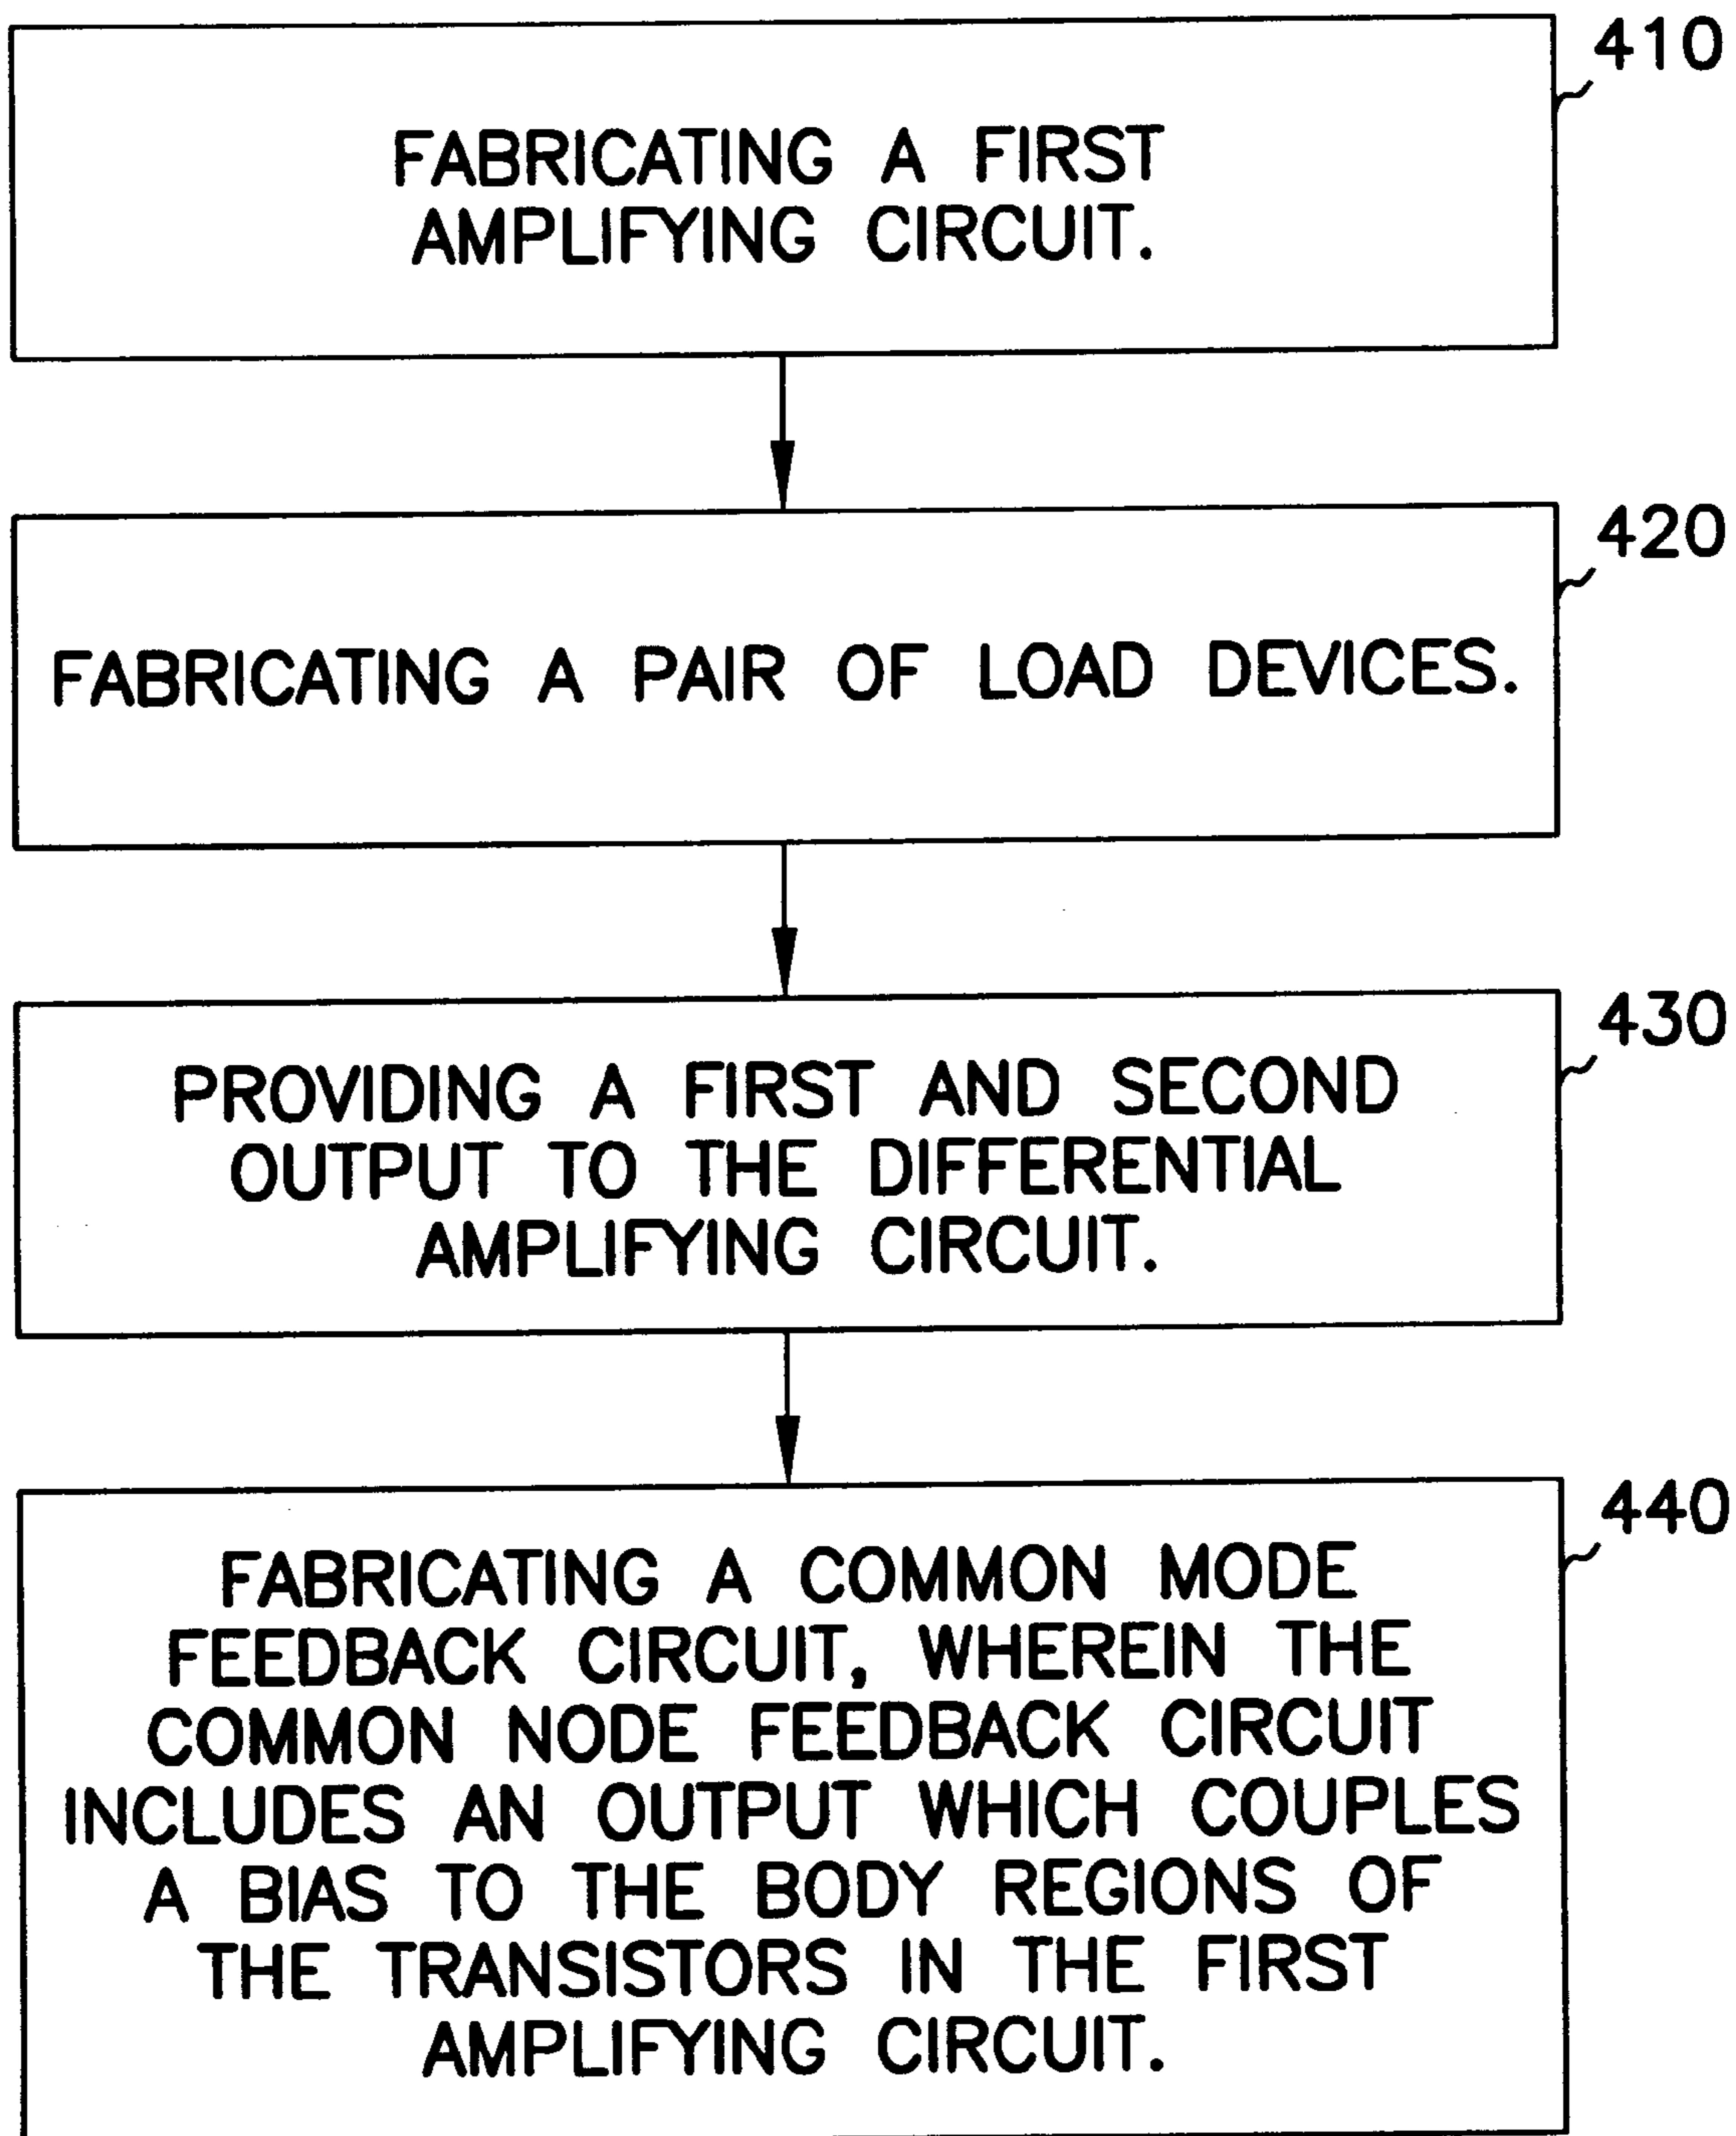 410
FABRICATING A FIRST
AMPLIFYING CIRCUIT.
420
FABRICATING A PAIR OF LOAD DEVICES.
430
PROVIDING A FIRST AND SECOND
OUTPUT TO THE DIFFERENTIAL
AMPLIFYING CIRCUIT.
440
FABRICATING A COMMON MODE
FEEDBACK CIRCUIT, WHEREIN THE
COMMON NODE FEEDBACK CIRCUIT
INCLUDES AN OUTPUT WHICH COUPLES
A BIAS TO THE BODY REGIONS OF
THE TRANSISTORS IN THE FIRST
AMPLIFYING CIRCUIT.